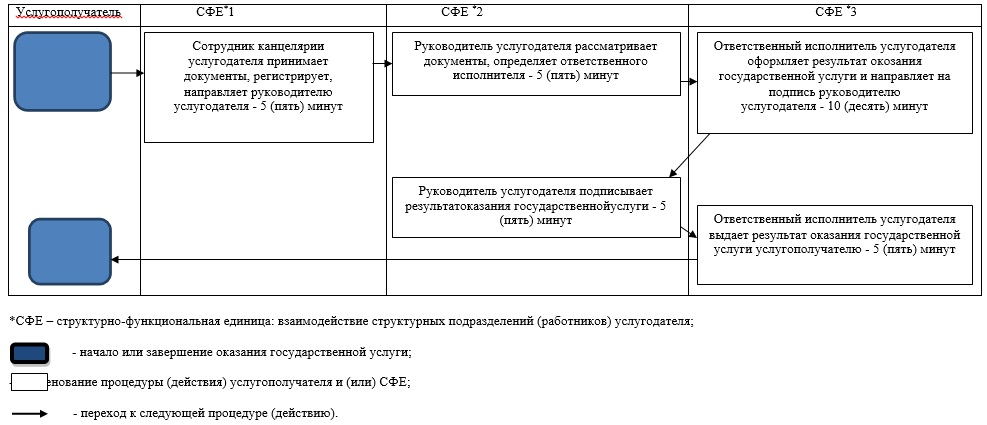 Услугополучатель
СФЕ*1
СФЕ *2
СФЕ *3
Сотрудник канцелярии
услугодателя принимает
документы, регистрирует,
направляет руководителю
услугодателя - 5 (пять) минут
Руководитель услугодателя рассматривает
документы, определяет ответственного
исполнителя - 5 (пять) минут
Ответственный исполнитель услугодателя
оформляет результат окозания
государственной услуги и направляет на
подпись руководителю
услугодателя - 10 (десять) минут
Руководитель услугодателя подписывает
результатоказания государственнойуслуги - 5
(пять) минут
Ответственный исполнитель услугодателя
выдает результат оказания государственной
услуги услугополучателю - 5 (пять) минут
*СФЕ – структурно-функциональная единица: взаимодействие структурных подразделений (работников) услугодателя;
- начало или завершение оказания государственной услуги;
енование процедуры (действия) услугополучателя и (или) СФЕ;
- переход к следующей процедуре (действию).